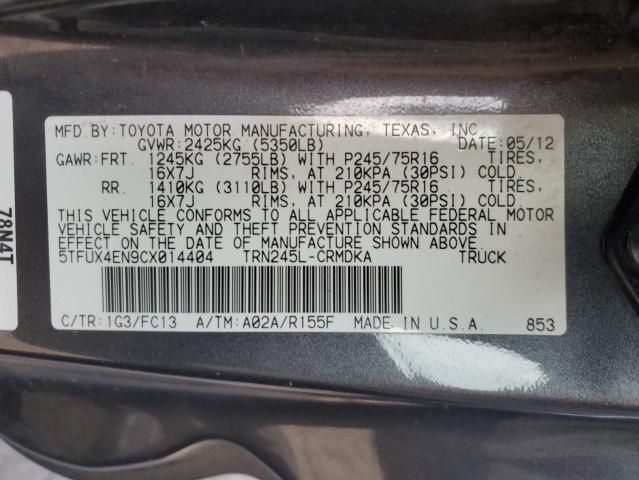 MFD.BY:TOYOTA MOTOR MANUFACTURING, TEXAS, INC.
GVWR:2425KG (5350LB) DATE:05/12
GAWR:FRT. 1245KG (2755LB) WITH P245/75R16 TIRES,
16X7J RIMS, AT 210KPA (30PSI) COLD.
RR. 1410KG (3110LB) WITH P245/75R16 TIRES,
16X7J RIMS, AT 210KPA (30PSI) COLD.
THIS VEHICLE CONFORMS TO ALL APPLICABLE FEDERAL MOTOR
VEHICLE SAFETY AND THEFT PREVENTION STANDARDS IN
EFFECT ON THE DATE OF MANUFACTURE SHOWN ABOVE.
5TFUX4EN9CX014404 TRN245L-CRMDKA TRUCK
C/TR:1G3/FC13 A/TM:A02A/R155F MADE IN U.S.A. 853
78N4T